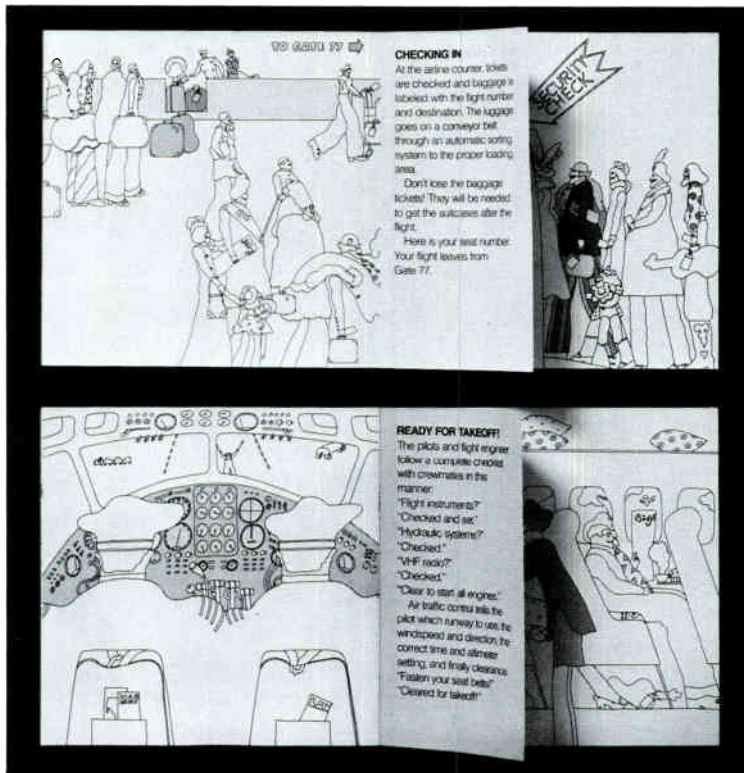 TO GATE 77
CHECKING IN
At the airline counter, tickets
are checked and baggage is
labeled with the flight number
and destination. The luggage
goes on a conveyor belt
through an automatic sorting
system to the proper loading
area.
Don't lose the baggage
tickets! They will be needed
to get the suitcases after the
flight.
Here is your seat number.
Your flight leaves from
Gate 77.
SECURITY
CHECK
READY FOR TAKEOFF!
The pilots and flight engineer
follow a complete checklist
with crewmates in this
manner:
"Flight instruments?"
"Checked and set."
"Hydraulic systems?"
"Checked."
"VHF radio?"
"Checked."
"Clear to start all engines."
Air traffic control tells the
pilot which runway to use, the
windspeed and direction, the
correct time and altimeter
setting, and finally clearance.
"Fasten your seat belts!"
"Cleared for takeoff!"
MAP